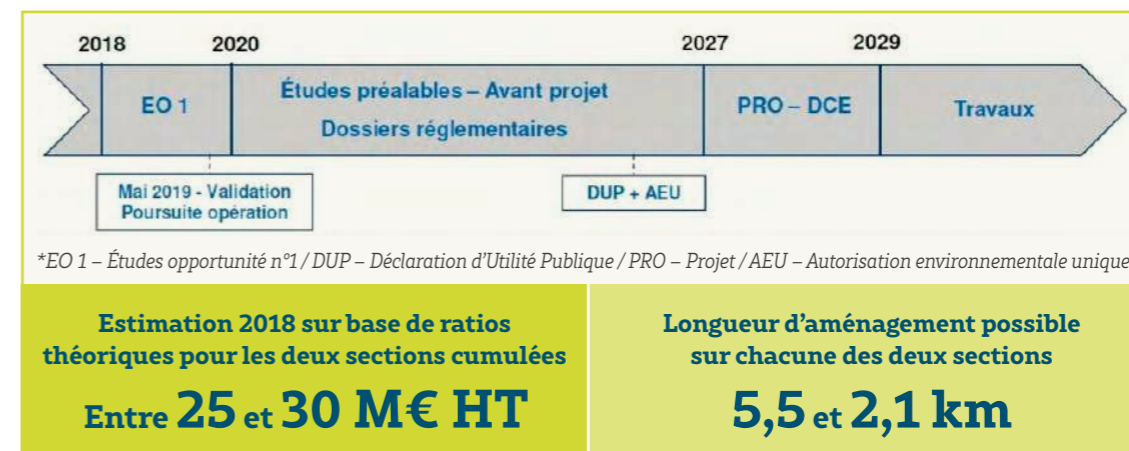 2018 2020 2027 2029
EO 1
Études préalables – Avant projet
Dossiers réglementaires
PRO – DCE
Travaux
Mai 2019 - Validation
Poursuite opération
DUP + AEU
*EO 1 – Études opportunité n°1 / DUP – Déclaration d'Utilité Publique / PRO – Projet / AEU – Autorisation environnementale unique
Estimation 2018 sur base de ratios
théoriques pour les deux sections cumulées
Entre 25 et 30 M€ HT
Longueur d'aménagement possible
sur chacune des deux sections
5,5 et 2,1 km